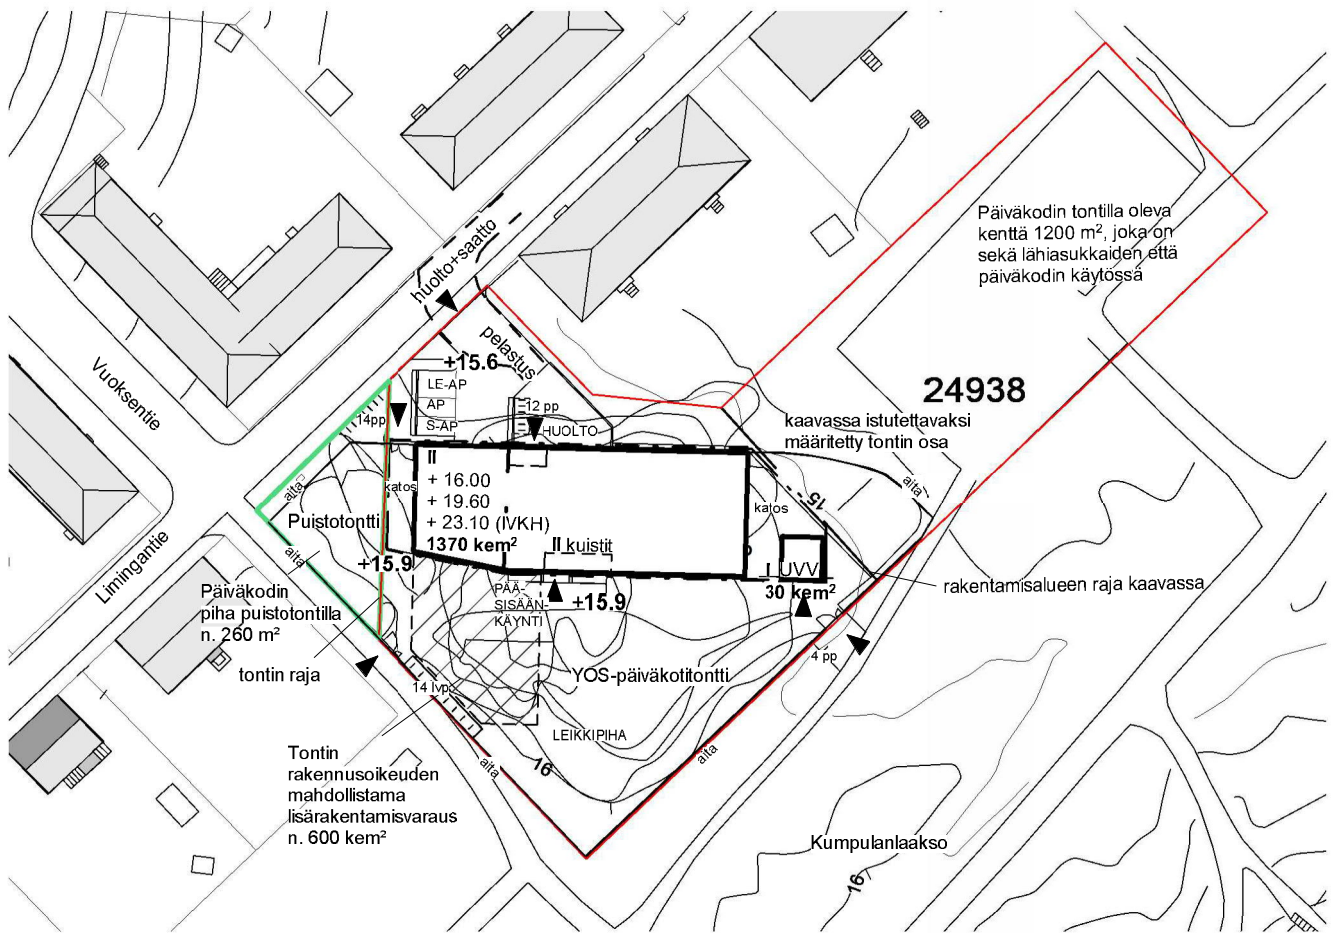 Päiväkodin tontilla oleva
kenttä 1200 m², joka on
sekä lähiasukkaiden että
päiväkodin käytössä
huolto+saatto
pelastus
+15.6
LE-AP
AP
S-AP
14pp
12 pp
HUOLTO
24938
kaavassa istutettavaksi
määritetty tontin osa
Vuoksentie
Limingantie
aita
aita
aita
Puistotontti
katos
II
+ 16.00
+ 19.60
+ 23.10 (IVKH)
1370 kem²
II kuistit
katos
15
+15.9
PÄÄ-
SISÄÄN-
KÄYNTI
+15.9
I UVV
30 kem²
rakentamisalueen raja kaavassa
Päiväkodin
piha puistotontilla
n. 260 m²
tontin raja
4 pp
14 lvp
YOS-päiväkotitontti
LEIKKIPIHA
16
aita
aita
Tontin
rakennusoikeuden
mahdollistama
lisärakentamisvaraus
n. 600 kem²
Kumpulanlaakso
16